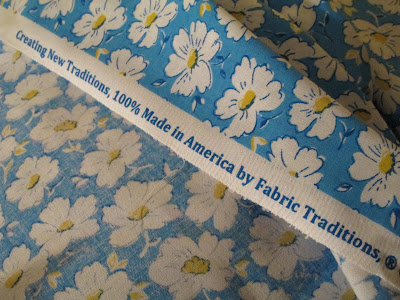 Creating New Traditions, 100% Made in America by Fabric Traditions, ®